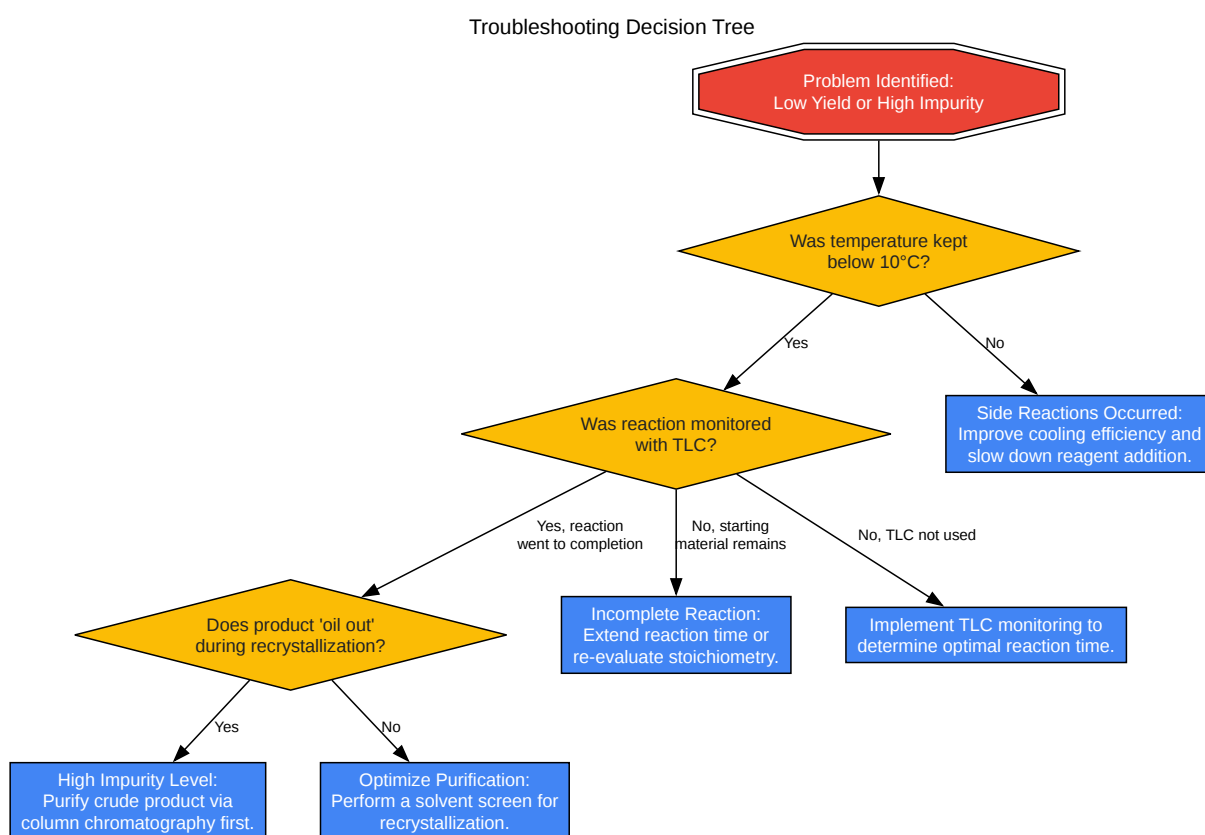 Troubleshooting Decision Tree
Problem Identified:
Low Yield or High Impurity
Was temperature kept
below 10°C?
Yes
No
Side Reactions Occurred:
Improve cooling efficiency and
slow down reagent addition.
Was reaction monitored
with TLC?
Yes, reaction
went to completion
No, starting
material remains
No, TLC not used
Does product 'oil out'
during recrystallization?
Incomplete Reaction:
Extend reaction time or
re-evaluate stoichiometry.
Implement TLC monitoring to
determine optimal reaction time.
Yes
No
High Impurity Level:
Purify crude product via
column chromatography first.
Optimize Purification:
Perform a solvent screen for
recrystallization.